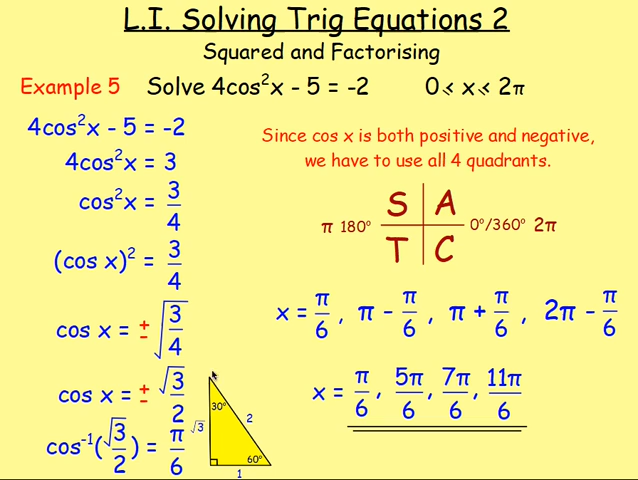 L.I. Solving Trig Equations 2
Squared and Factorising
Example 5 Solve 4cos²x - 5 = -2 0 ≤ x ≤ 2π
4cos²x - 5 = -2
4cos²x = 3
cos²x = 3/4
(cos x)² = 3/4
cos x = ±√(3/4)
cos x = ±√3/2
cos⁻¹(√3/2) = π/6
30°
√3
2
60°
1
Since cos x is both positive and negative,
we have to use all 4 quadrants.
S A
π 180° 0°/360° 2π
T C
x = π/6, π - π/6, π + π/6, 2π - π/6
x = π/6, 5π/6, 7π/6, 11π/6